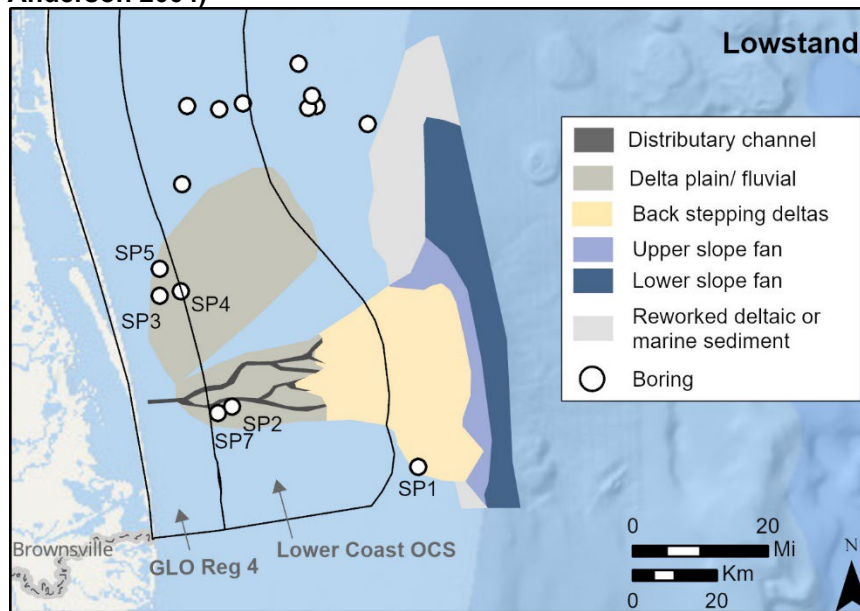 Anderson 2004)
Lowstand
Distributary channel
Delta plain/ fluvial
Back stepping deltas
Upper slope fan
Lower slope fan
Reworked deltaic or
marine sediment
Boring
SP5
SP4
SP3
SP2
SP7
SP1
Brownsville
GLO Reg 4
Lower Coast OCS
0 20
Mi
Km
0 20
N